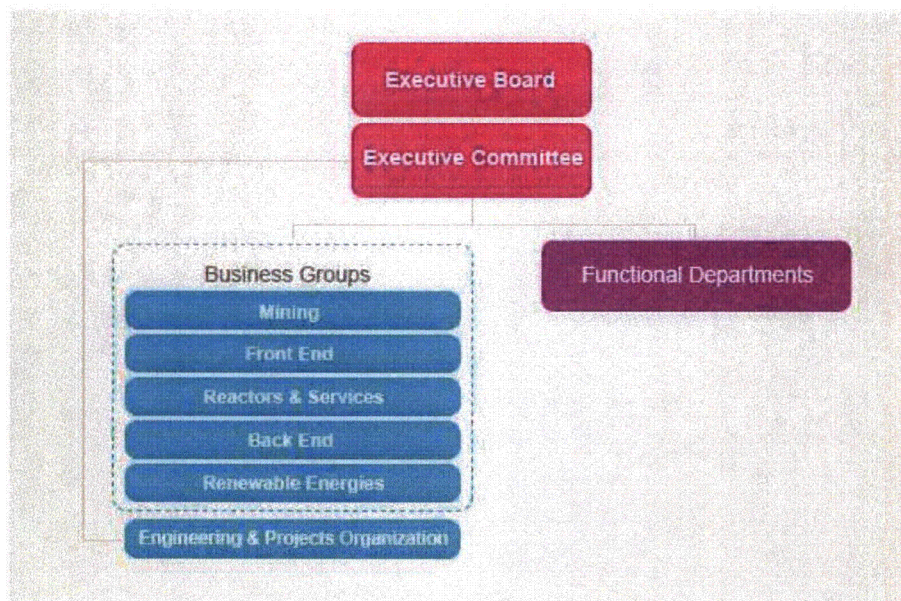 Executive Board
Executive Committee
Business Groups
Functional Departments
Mining
Front End
Reactors & Services
Back End
Renewable Energies
Engineering & Projects Organization